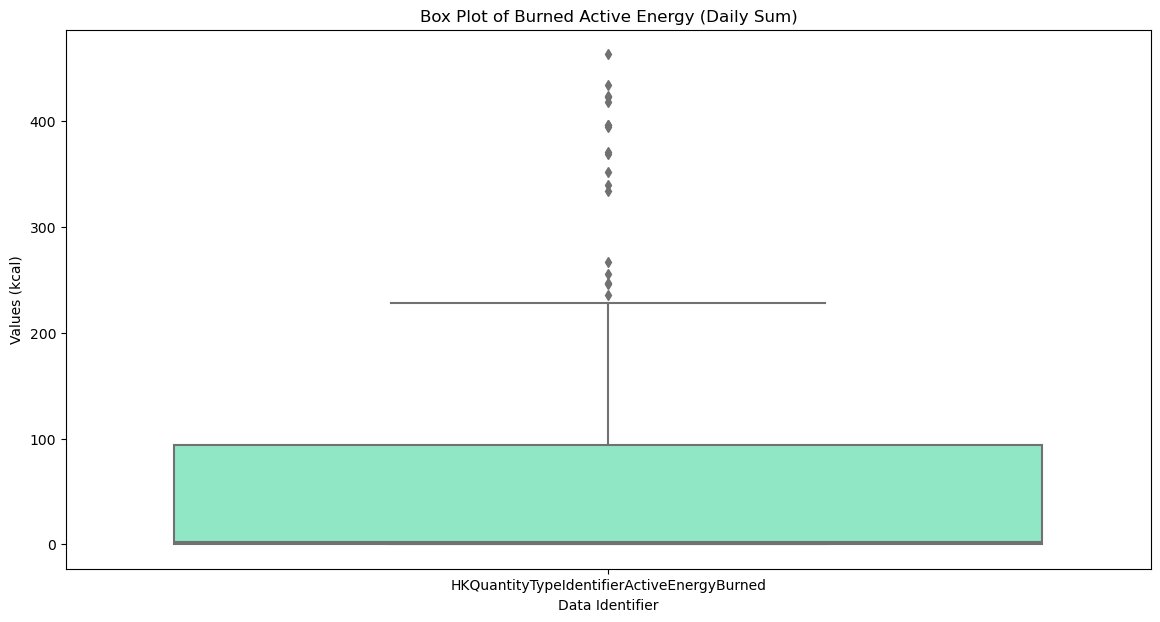 Box Plot of Burned Active Energy (Daily Sum)
400
300
200
100
0
Values (kcal)
HKQuantityTypeIdentifierActiveEnergyBurned
Data Identifier